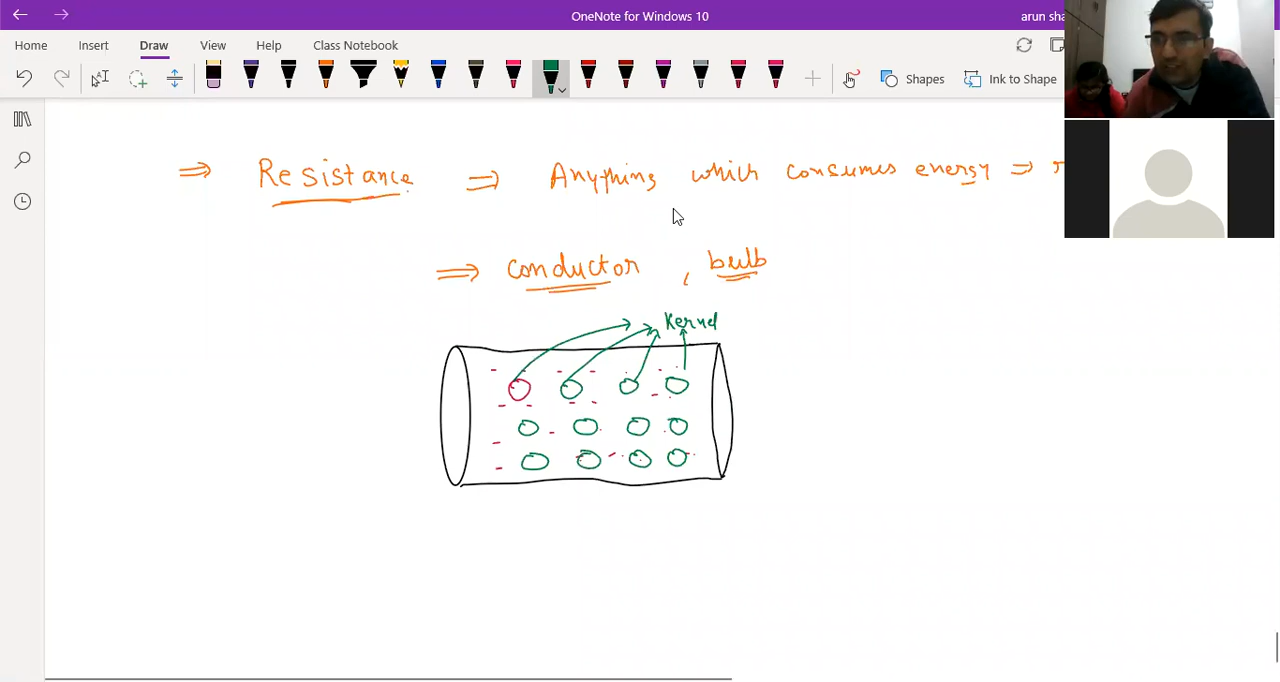 OneNote for Windows 10
arun sha
Home Insert Draw View Help Class Notebook
Shapes Ink to Shape
⇒ Resistance ⇒ Anything which consumes energy ⇒
⇒ conductor , bulb
Kernel